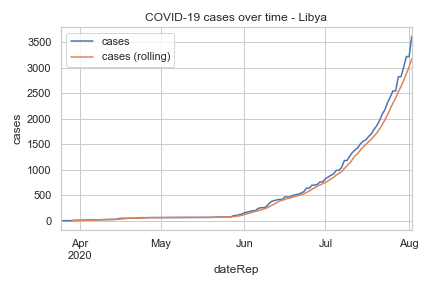 COVID-19 cases over time - Libya
cases
cases (rolling)
3500
3000
2500
2000
1500
1000
500
0
cases
Apr
2020
May
Jun
Jul
Aug
dateRep